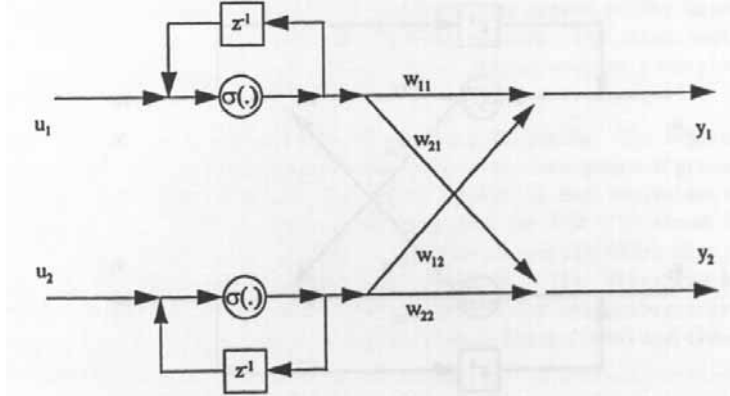 z⁻¹
w₁₁
σ(.)
u₁
y₁
w₂₁
w₁₂
u₂
y₂
σ(.)
w₂₂
z⁻¹